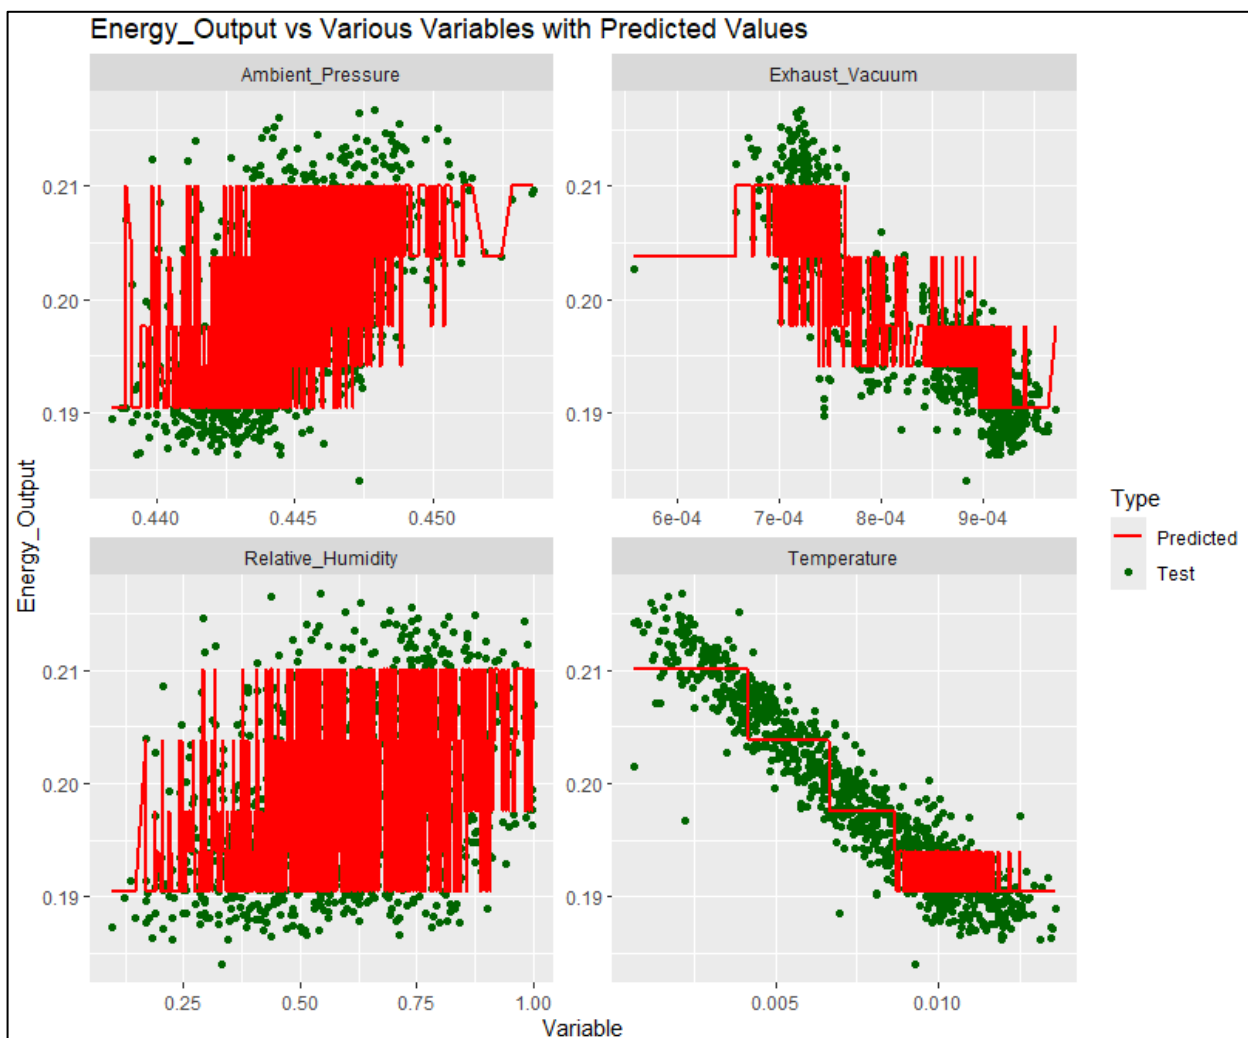 Energy_Output vs Various Variables with Predicted Values
Ambient_Pressure
Exhaust_Vacuum
0.21
0.20
0.19
0.21
0.20
0.19
0.440 0.445 0.450
6e-04 7e-04 8e-04 9e-04
Energy_Output
Relative_Humidity
Temperature
0.21
0.20
0.19
0.21
0.20
0.19
0.25 0.50 0.75 1.00
0.005 0.010
Variable
Type
Predicted
Test